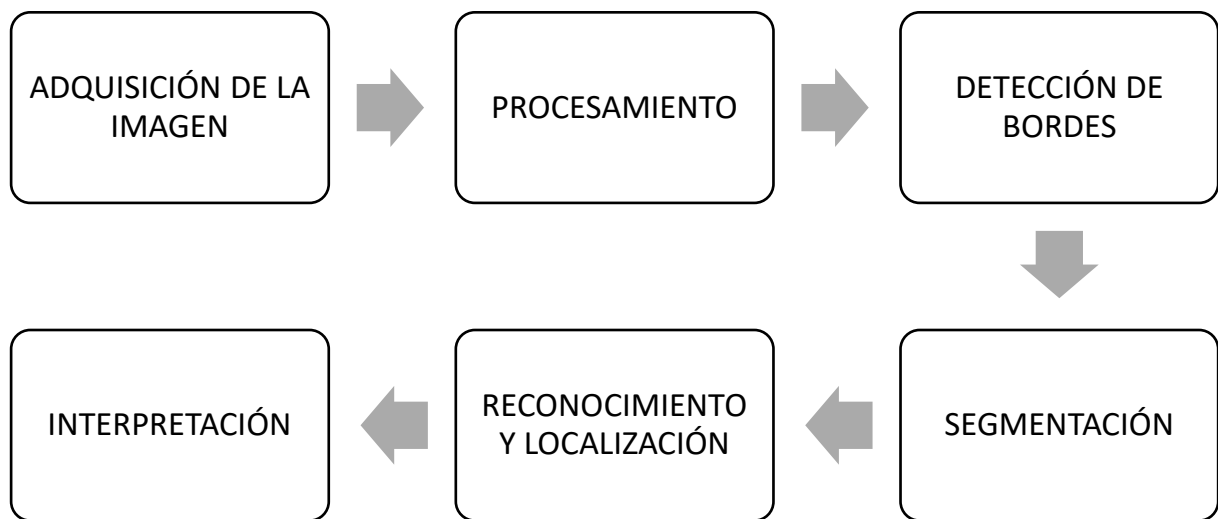 ADQUISICIÓN DE LA
IMAGEN
PROCESAMIENTO
DETECCIÓN DE
BORDES
SEGMENTACIÓN
RECONOCIMIENTO
Y LOCALIZACIÓN
INTERPRETACIÓN